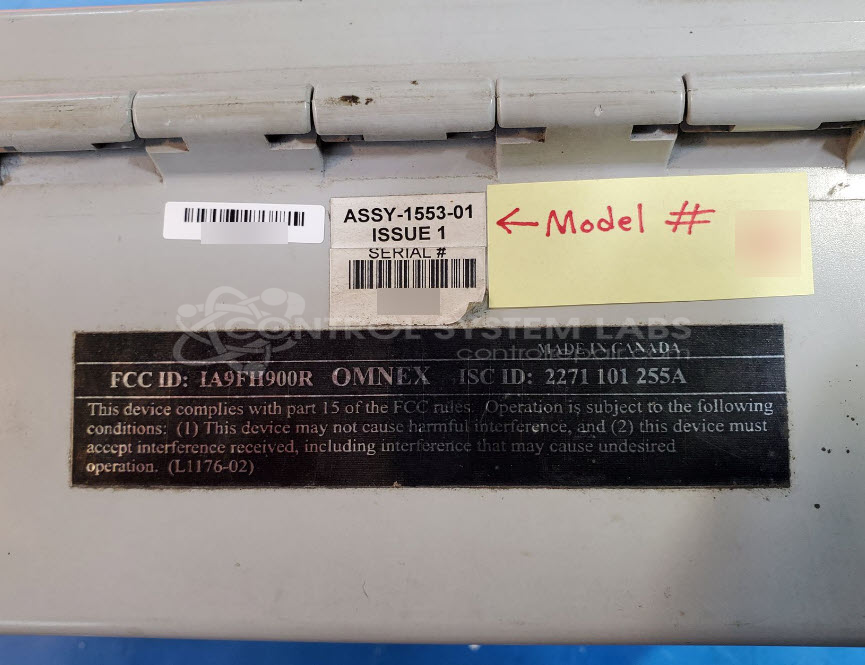 ASSY-1553-01
ISSUE 1
SERIAL #
← Model #
CONTROL SYSTEM LABS
controlrepair.com
MADE IN CANADA
FCC ID: IA9FH900R OMNEX ISC ID: 2271 101 255A
This device complies with part 15 of the FCC rules. Operation is subject to the following
conditions: (1) This device may not cause harmful interference, and (2) this device must
accept interference received, including interference that may cause undesired
operation. (L1176-02)